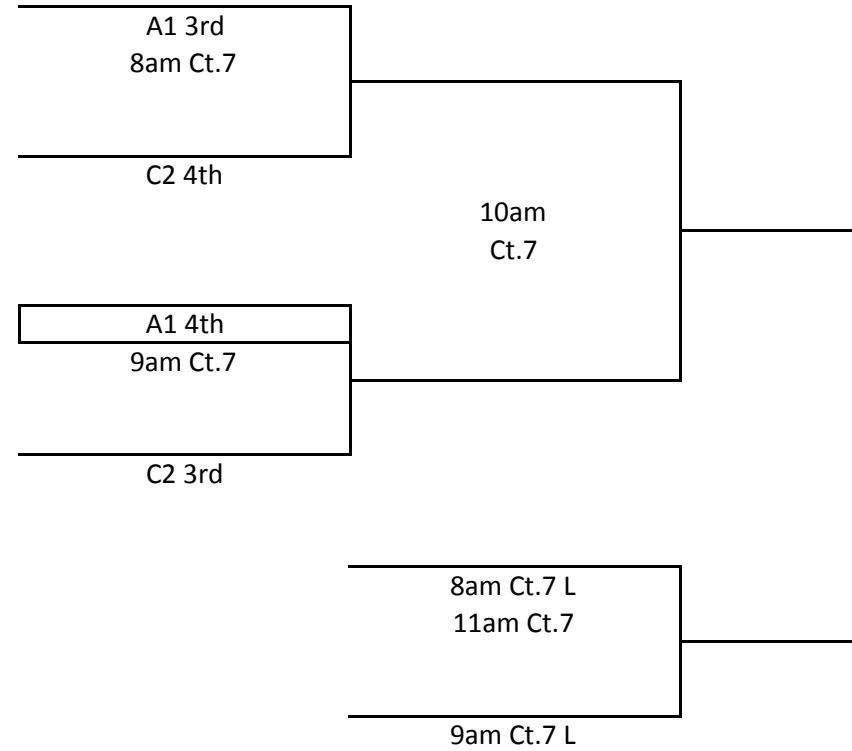 A1 3rd
8am Ct.7
C2 4th
10am
Ct.7
A1 4th
9am Ct.7
C2 3rd
8am Ct.7 L
11am Ct.7
9am Ct.7 L